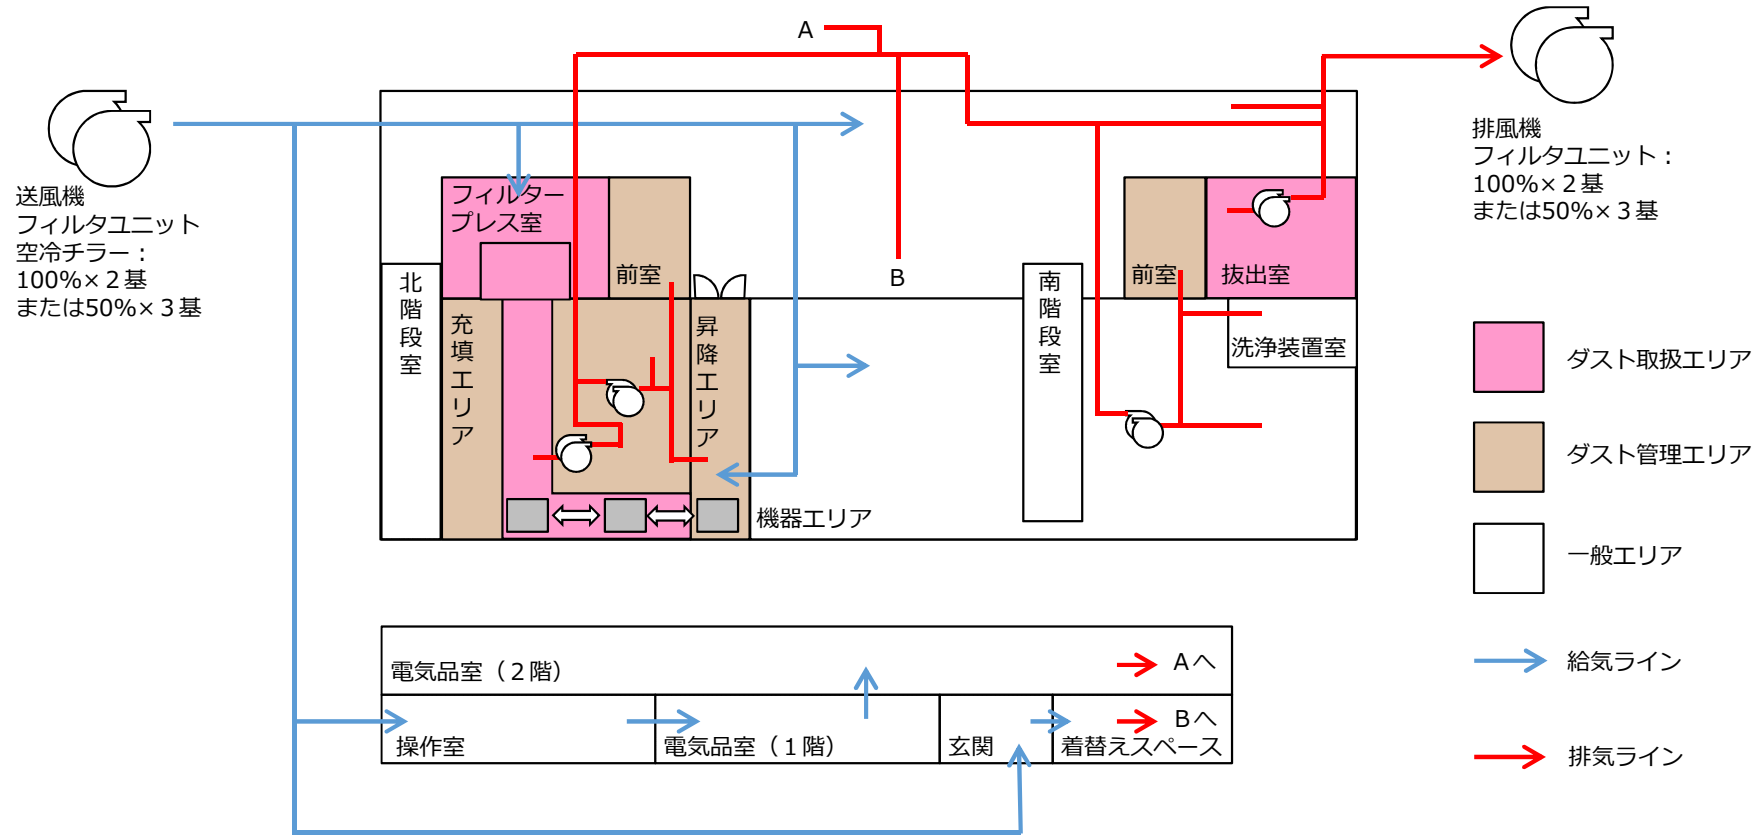 A
送風機
フィルタユニット
空冷チラー：
100%×２基
または50%×３基
排風機
フィルタユニット：
100%×２基
または50%×３基
フィルター
プレス室
前室
B
北階段室
充填エリア
昇降エリア
機器エリア
南階段室
前室
抜出室
洗浄装置室
ダスト取扱エリア
ダスト管理エリア
一般エリア
給気ライン
排気ライン
電気品室（２階）
Aへ
操作室
電気品室（１階）
玄関
Bへ
着替えスペース